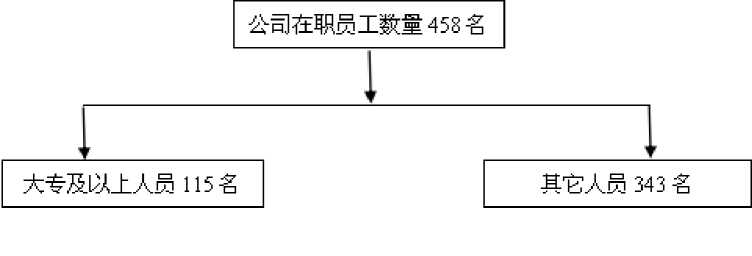 公司在职员工数量 458 名
大专及以上人员 115 名
其它人员 343 名